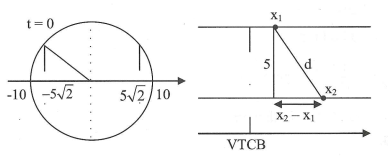 t = 0
-10 −5√2 5√2 10
x₁
5 d
x₂
x₂ − x₁
VTCB